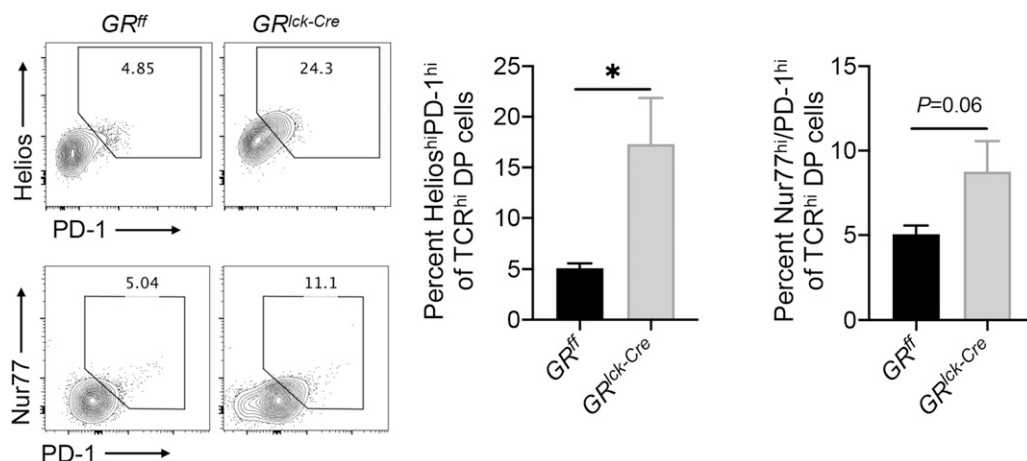 GRff GRlck-Cre
4.85 24.3
Helios
PD-1
5.04 11.1
Nur77
PD-1
Percent HelioshiPD-1hi
of TCRhi DP cells
25
20
15
10
5
0
*
GRff
GRlck-Cre
Percent Nur77hi/PD-1hi
of TCRhi DP cells
15
10
5
0
P=0.06
GRff
GRlck-Cre